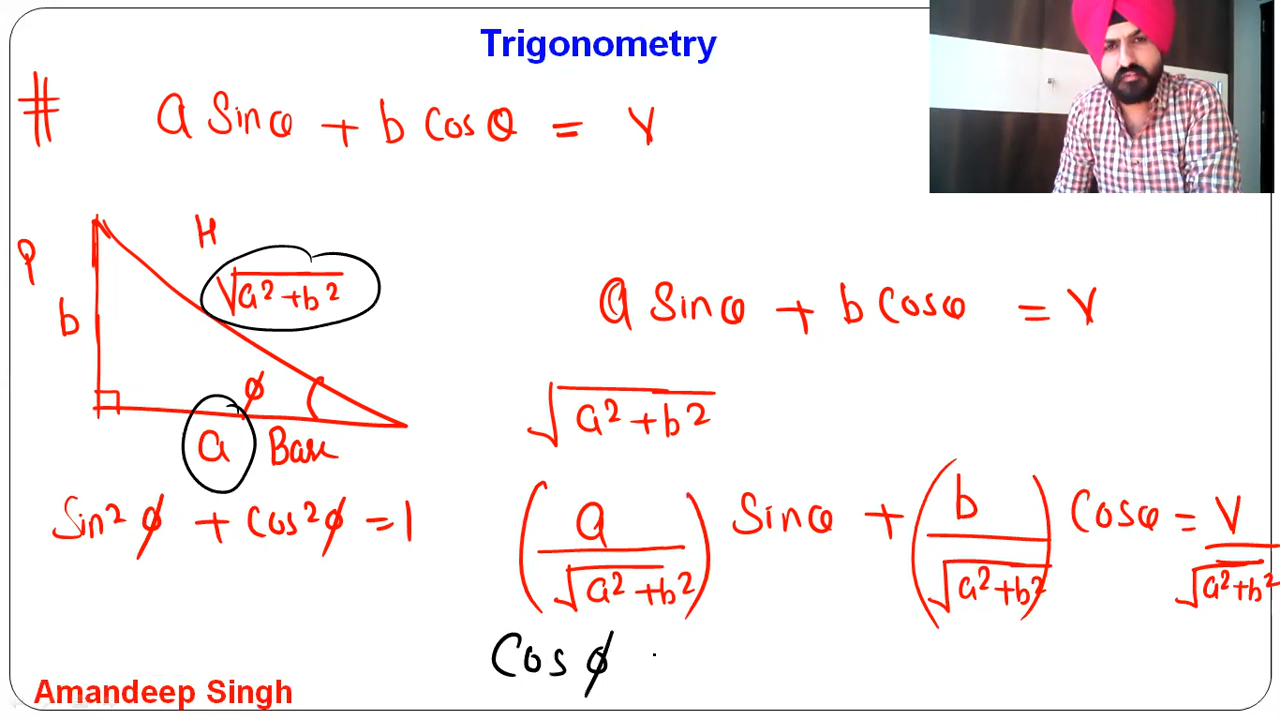 Trigonometry
# a Sinθ + b Cosθ = γ
P
H
√a²+b²
b
ϕ
a Base
a Sinθ + b Cosθ = γ
√a²+b²
Sin²ϕ + Cos²ϕ = 1
(a/√a²+b²) Sinθ + (b/√a²+b²) Cosθ = γ/√a²+b²
Cosϕ
Amandeep Singh